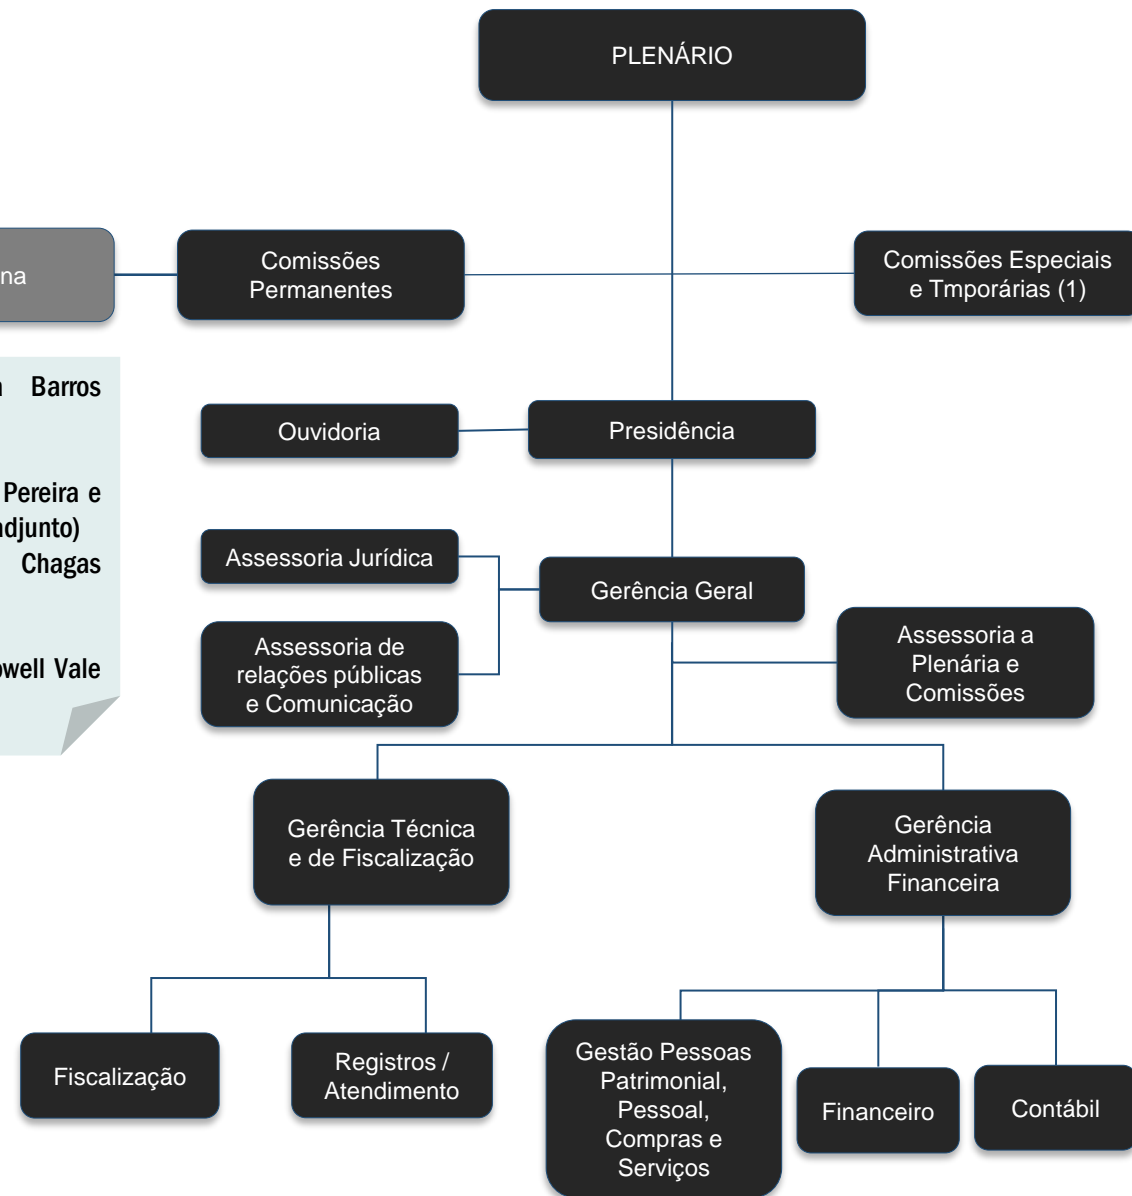 PLENÁRIO
na
Comissões
Permanentes
Comissões Especiais
e Tmporárias (1)
Barros
Pereira e
adjunto)
Chagas
Vale
Ouvidoria
Presidência
Assessoria Jurídica
Gerência Geral
Assessoria de
relações públicas
e Comunicação
Assessoria a
Plenária e
Comissões
Gerência Técnica
e de Fiscalização
Gerência
Administrativa
Financeira
Fiscalização
Registros /
Atendimento
Gestão Pessoas
Patrimonial,
Pessoal,
Compras e
Serviços
Financeiro
Contábil